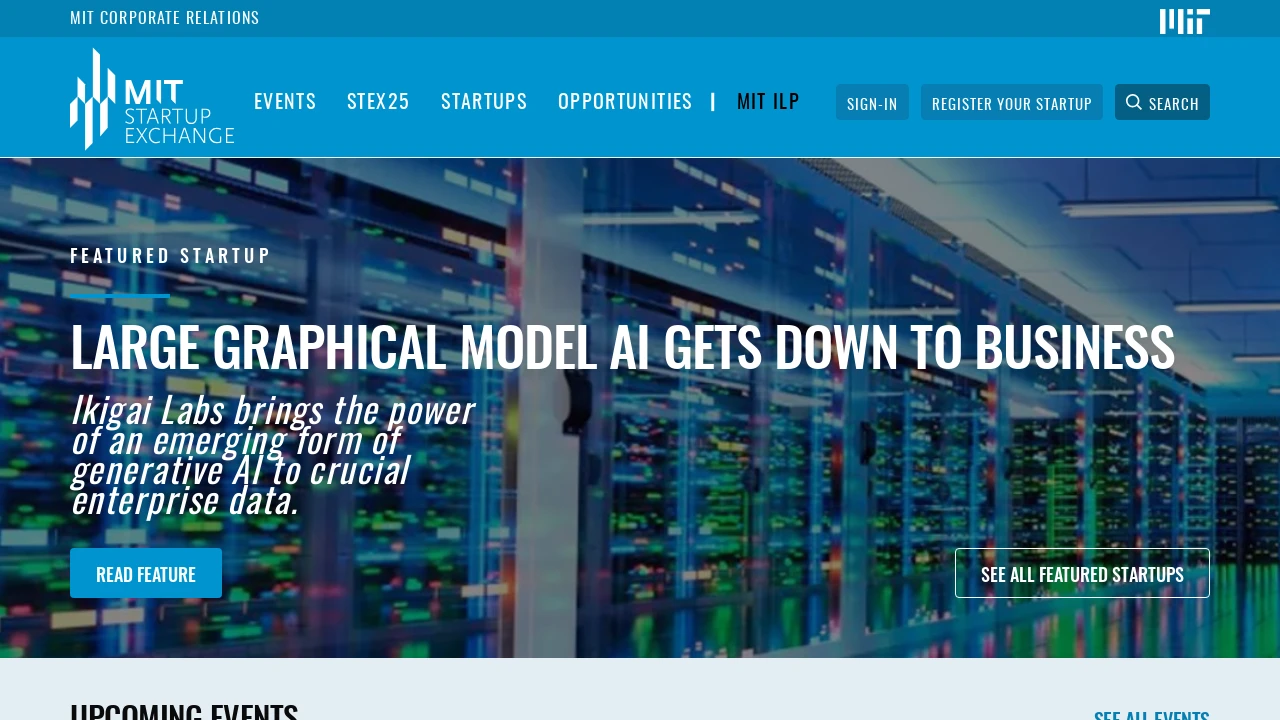 MIT CORPORATE RELATIONS
MIT
STARTUP
EXCHANGE
EVENTS
STEX25
STARTUPS
OPPORTUNITIES
|
MIT ILP
SIGN-IN
REGISTER YOUR STARTUP
SEARCH
FEATURED STARTUP
LARGE GRAPHICAL MODEL AI GETS DOWN TO BUSINESS
Ikigai Labs brings the power
of an emerging form of
generative AI to crucial
enterprise data.
READ FEATURE
SEE ALL FEATURED STARTUPS
UPCOMING EVENTS
SEE ALL EVENTS